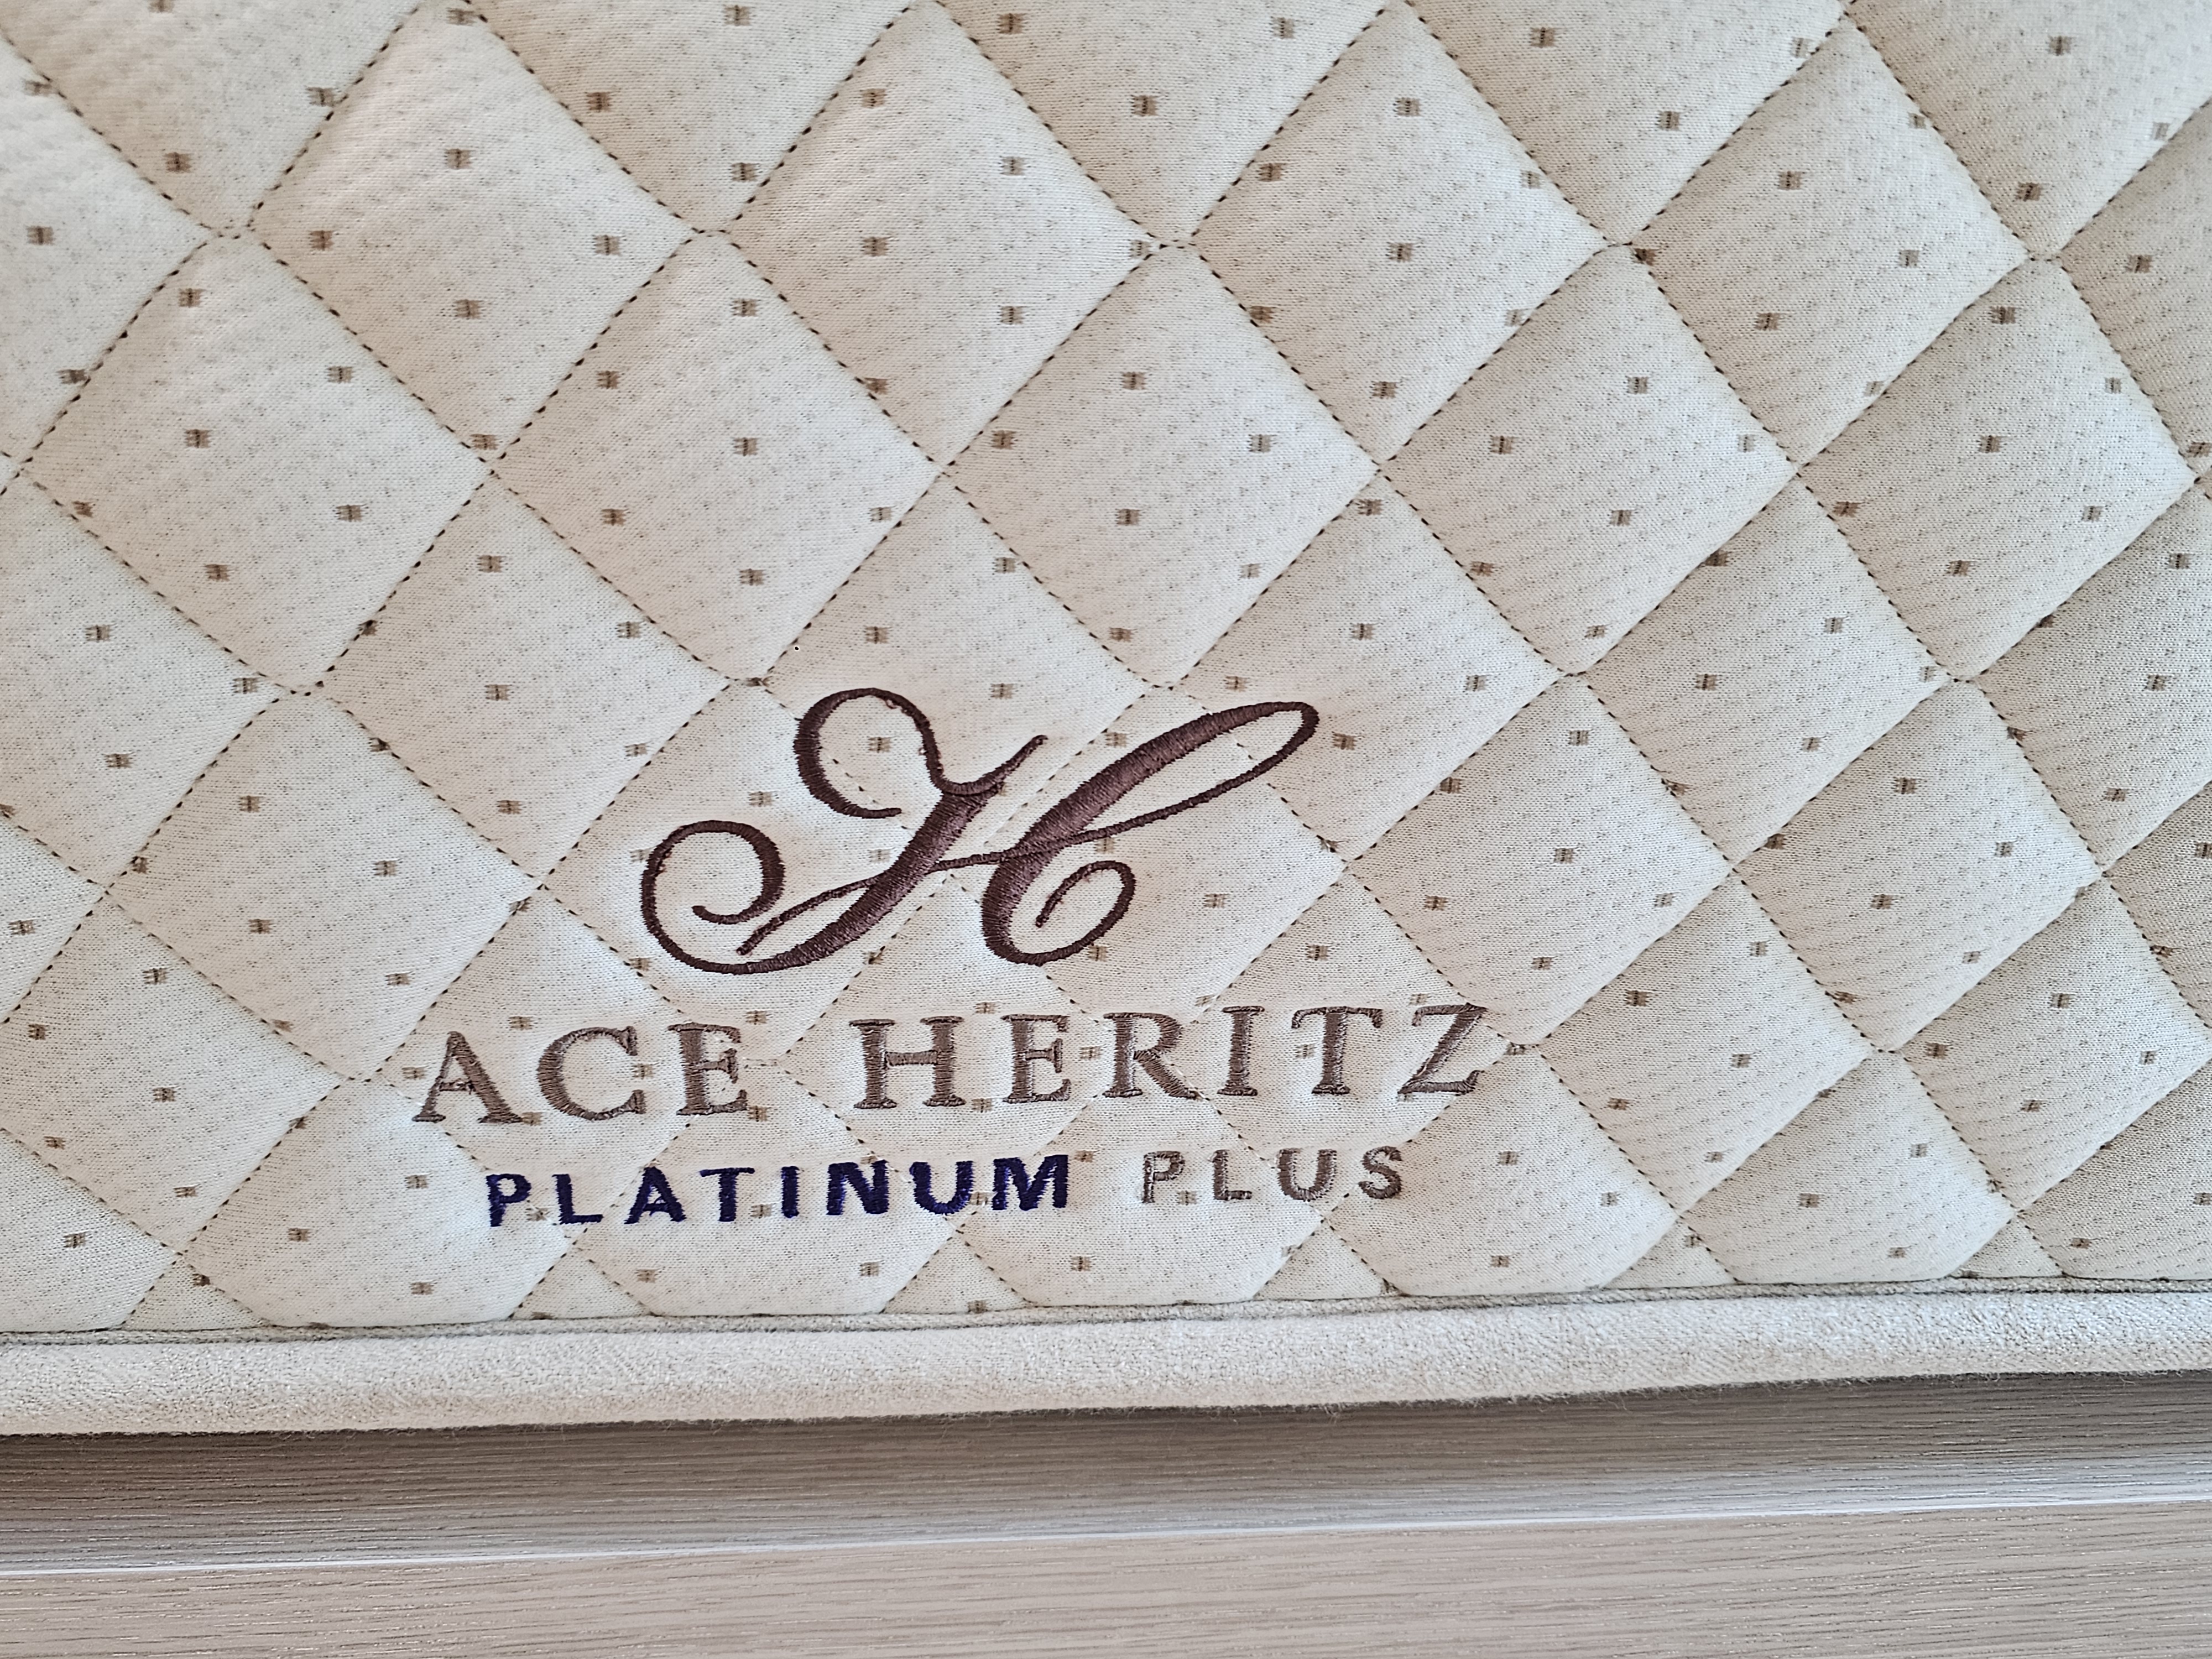 H
ACE HERITZ
PLATINUM PLUS